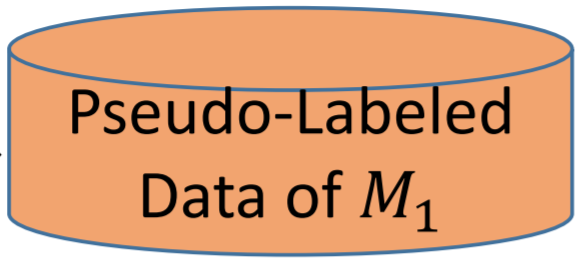 Pseudo-Labeled
Data of M₁